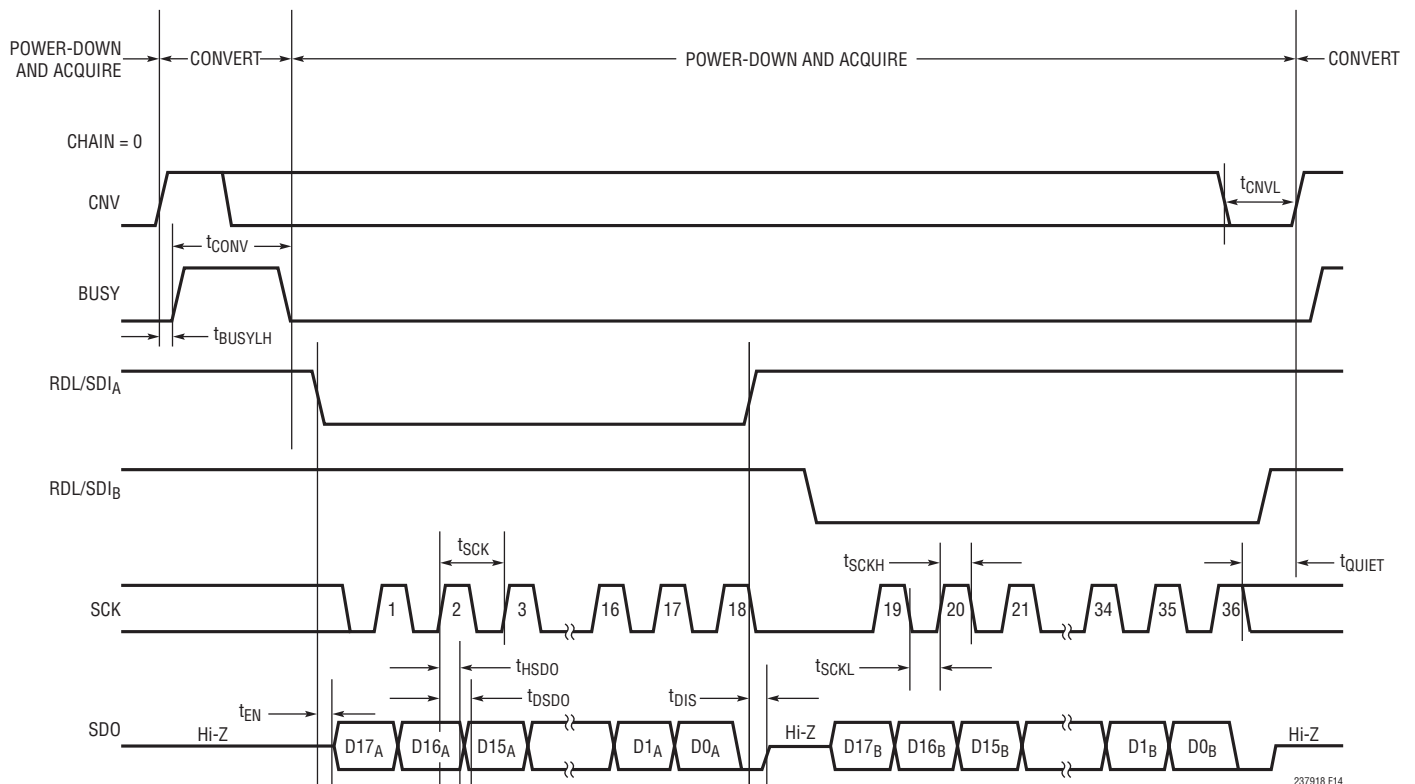 POWER-DOWN
AND ACQUIRE
CONVERT
POWER-DOWN AND ACQUIRE
CONVERT
CHAIN = 0
CNV
tCNVL
tCONV
BUSY
tBUSYLH
RDL/SDIA
RDL/SDIB
tSCK
tSCKH
tQUIET
SCK
1 2 3 16 17 18 19 20 21 34 35 36
tHSDO
tSCKL
tDSDO
tDIS
tEN
SDO
Hi-Z D17A D16A D15A D1A D0A Hi-Z D17B D16B D15B D1B D0B Hi-Z
237918 F14